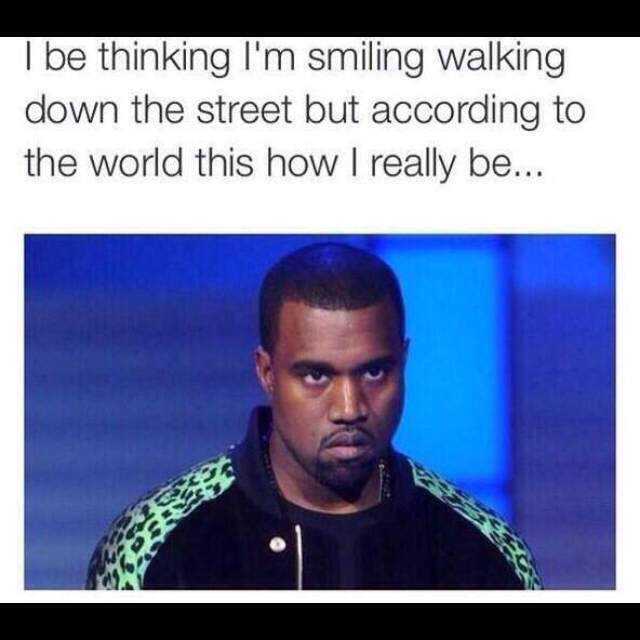 I be thinking I'm smiling walking
down the street but according to
the world this how I really be...